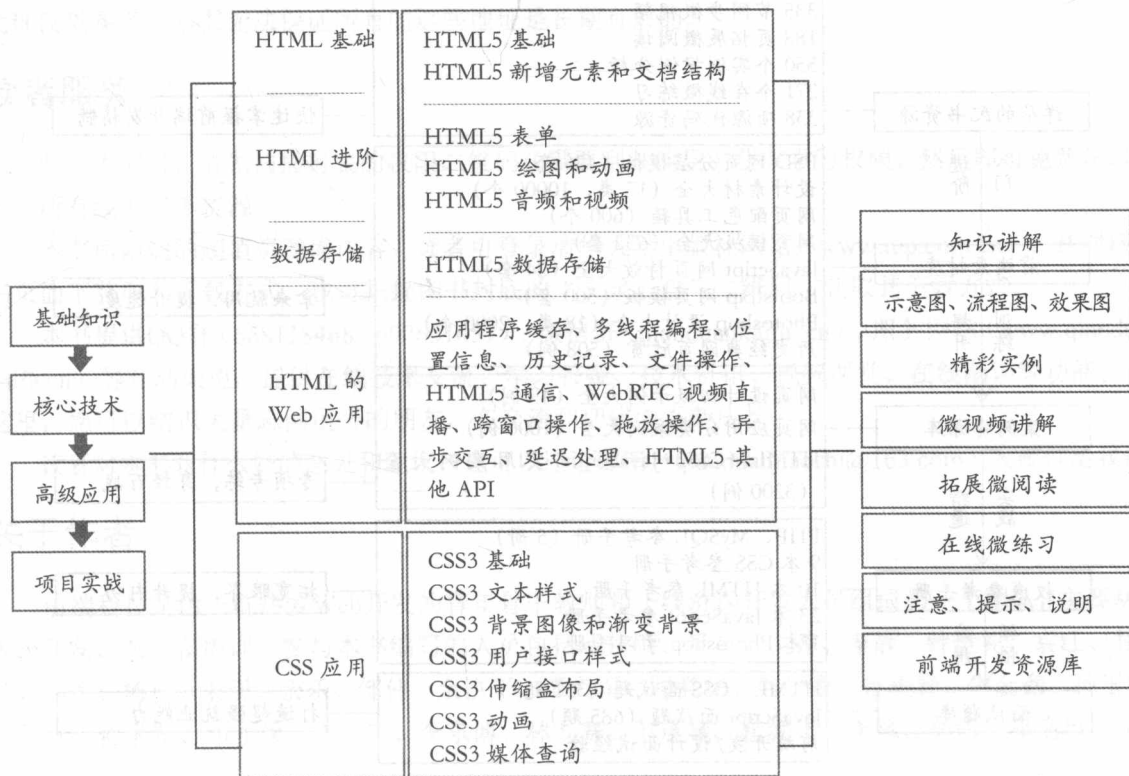 基础知识
核心技术
高级应用
项目实战
HTML 基础
HTML 进阶
数据存储
HTML 的
Web 应用
CSS 应用
HTML5 基础
HTML5 新增元素和文档结构
HTML5 表单
HTML5 绘图和动画
HTML5 音频和视频
HTML5 数据存储
应用程序缓存、多线程编程、位
置信息、历史记录、文件操作、
HTML5 通信、WebRTC 视频直
播、跨窗口操作、拖放操作、异
步交互、延迟处理、HTML5 其
他 API
CSS3 基础
CSS3 文本样式
CSS3 背景图像和渐变背景
CSS3 用户接口样式
CSS3 伸缩盒布局
CSS3 动画
CSS3 媒体查询
知识讲解
示意图、流程图、效果图
精彩实例
微视频讲解
拓展微阅读
在线微练习
注意、提示、说明
前端开发资源库